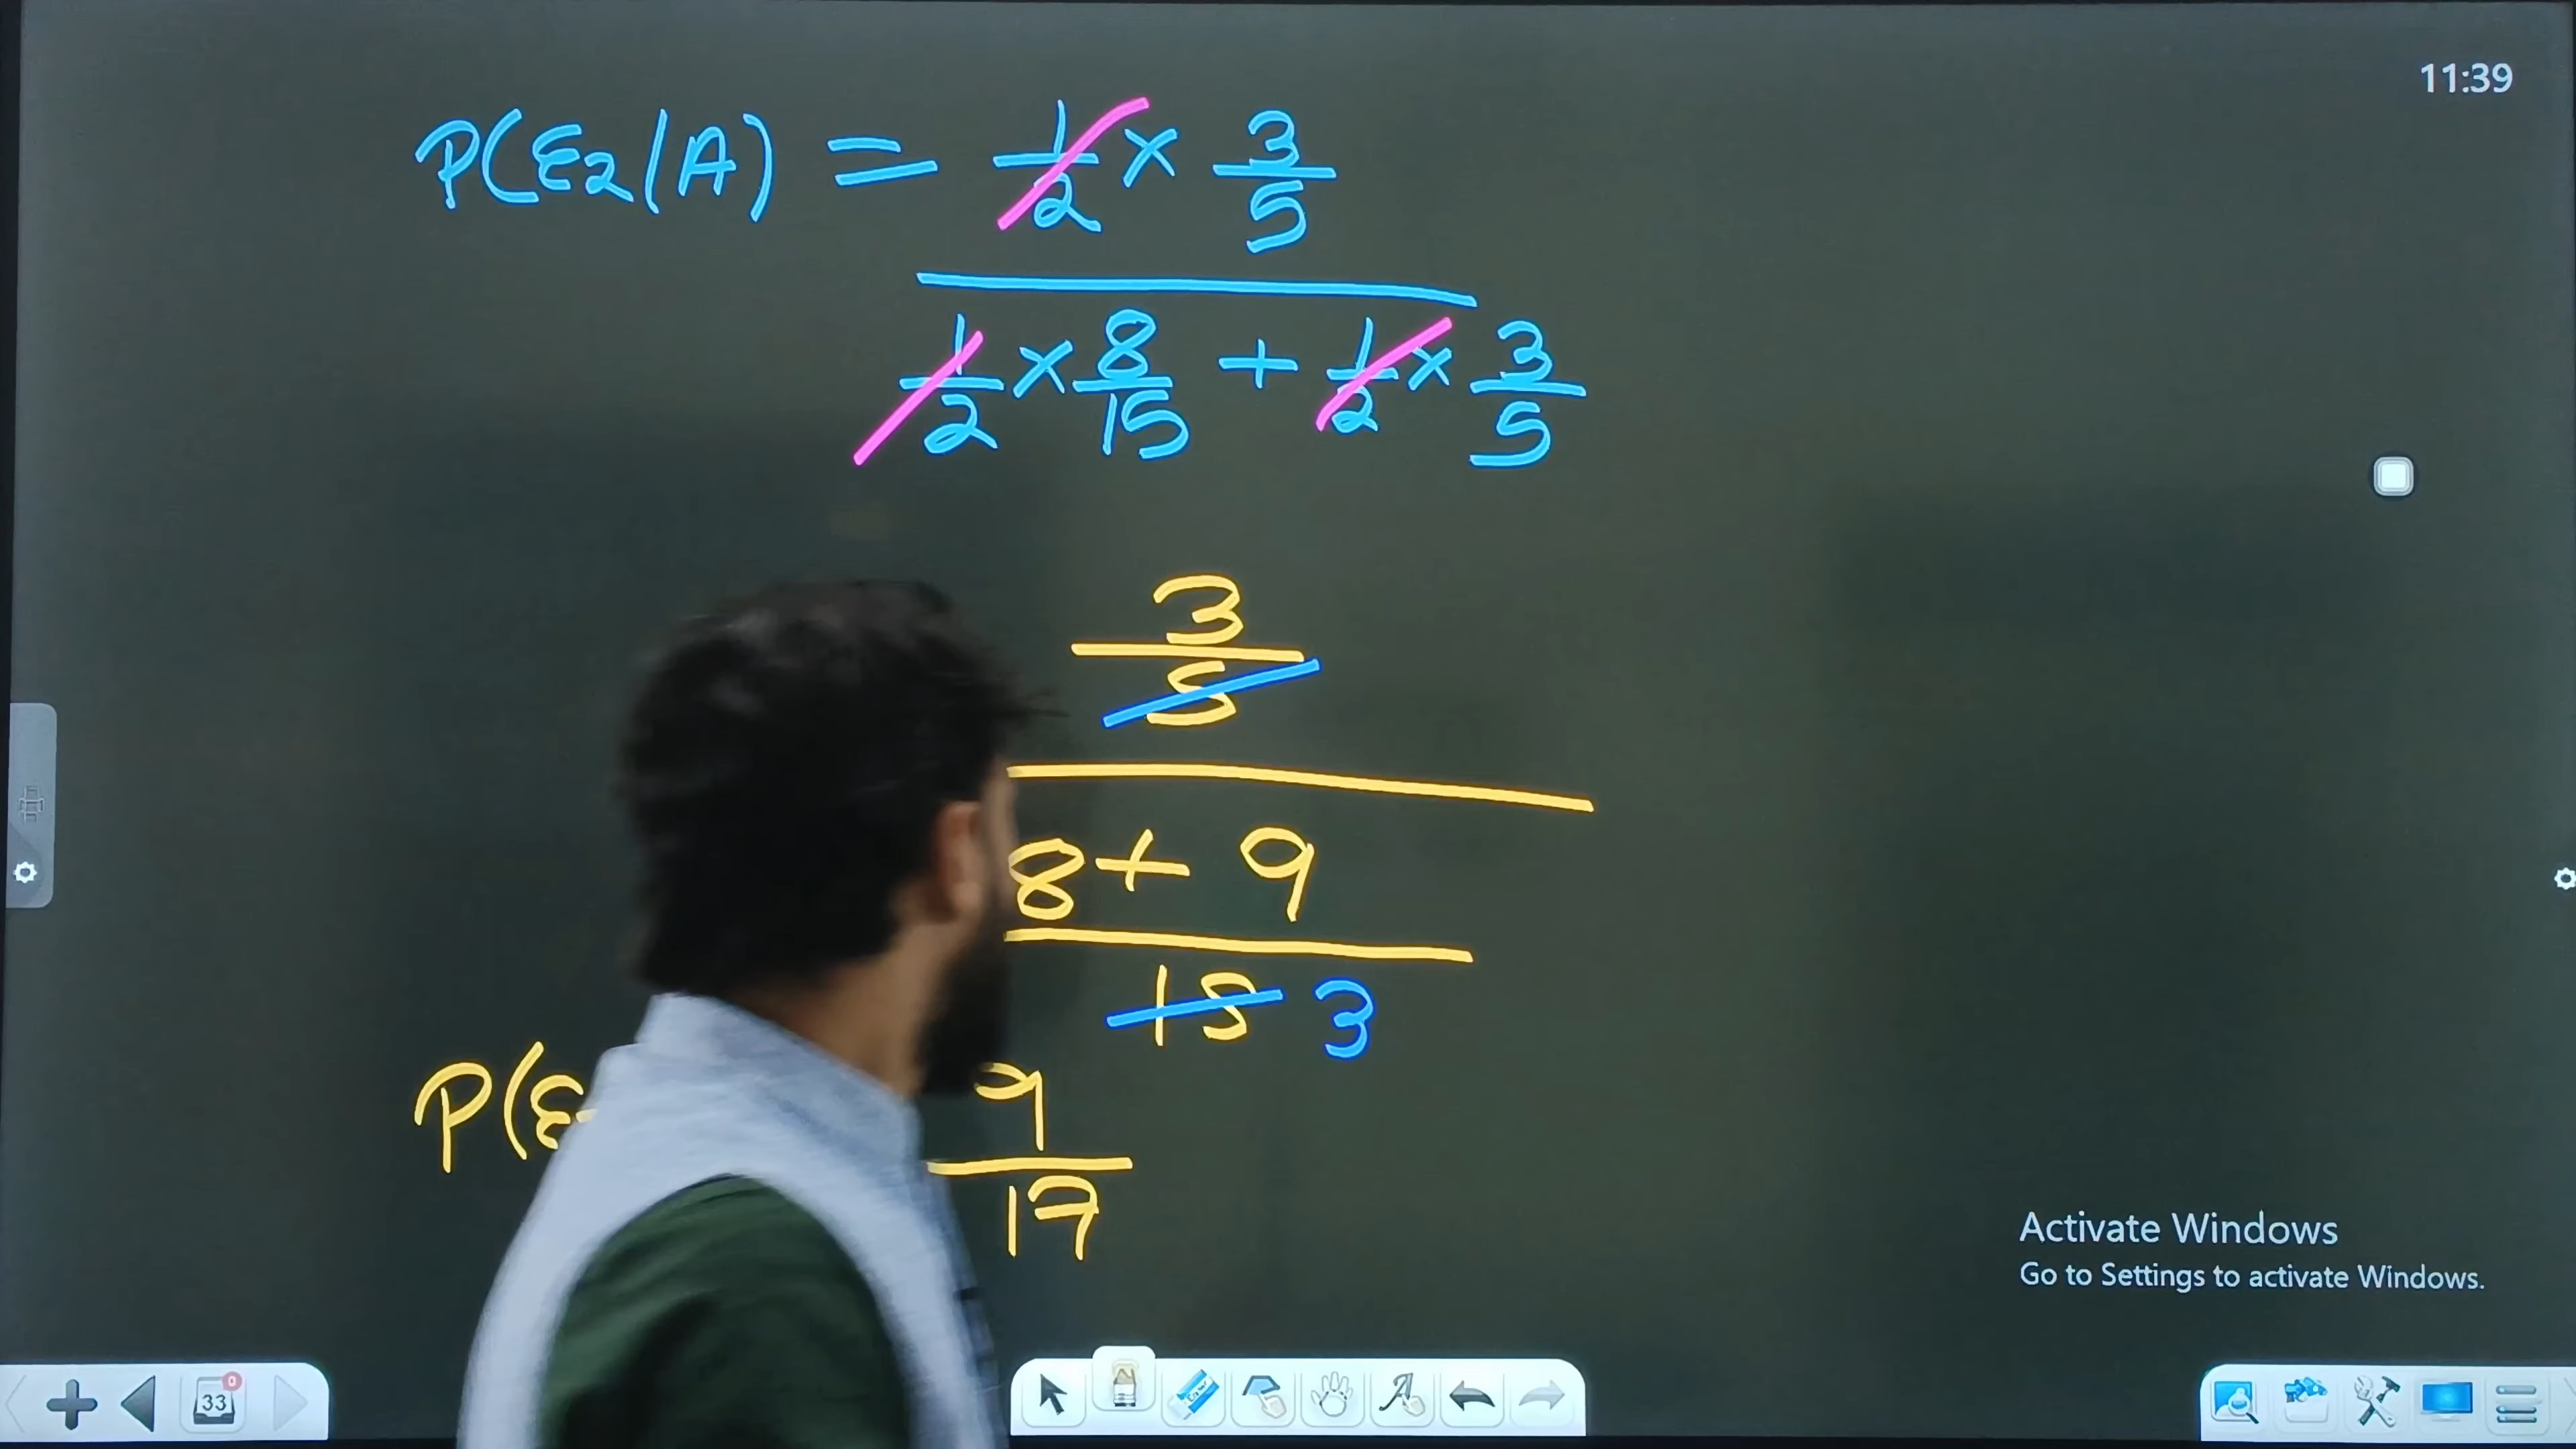 11:39
P(E2/A) = 1/2 × 3/5
1/2 × 8/15 + 1/2 × 3/5
3
5
8 + 9
15 3
P(E
9
17
Activate Windows
Go to Settings to activate Windows.
33
0